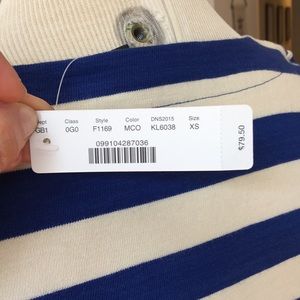 Dept Class Style Color DNS2015 Size
GB1 0G0 F1169 MCO KL6038 XS
099104287036
$79.50